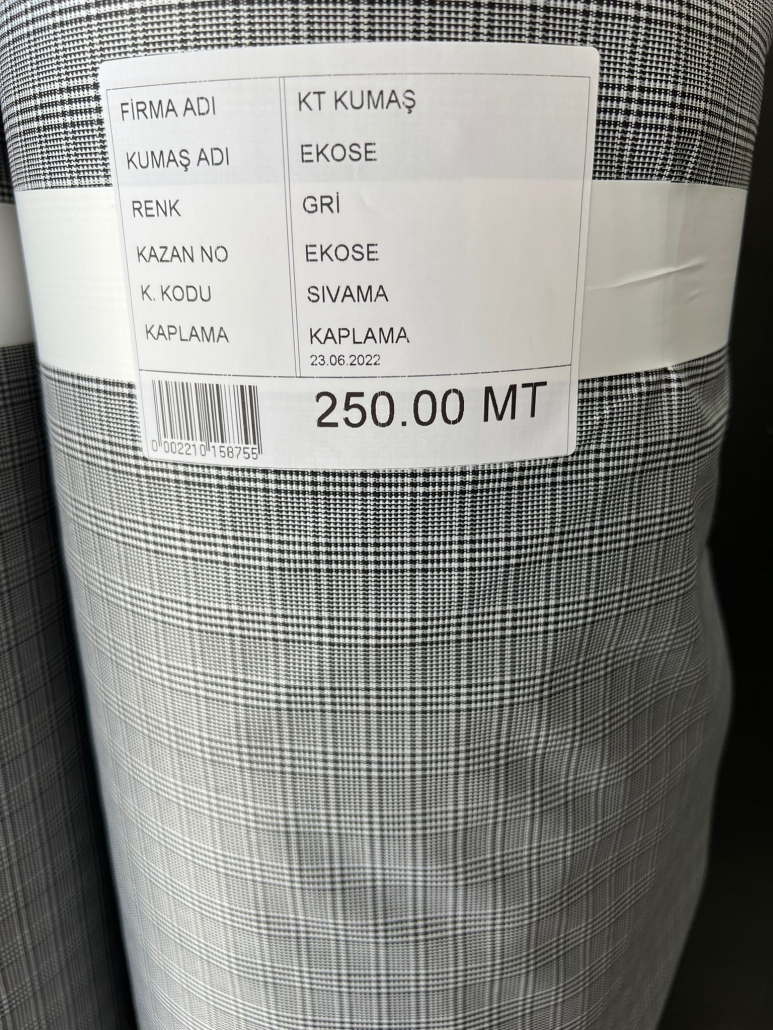 FİRMA ADI KT KUMAŞ
KUMAŞ ADI EKOSE
RENK GRİ
KAZAN NO EKOSE
K. KODU SIVAMA
KAPLAMA KAPLAMA
23.06.2022
250.00 MT
0 002210 158755